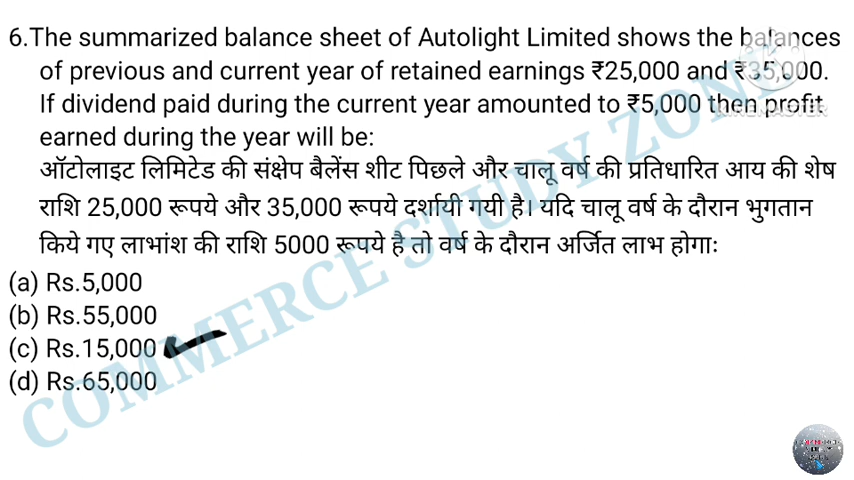 6.The summarized balance sheet of Autolight Limited shows the balances
of previous and current year of retained earnings ₹25,000 and ₹35,000.
If dividend paid during the current year amounted to ₹5,000 then profit
earned during the year will be:
ऑटोलाइट लिमिटेड की संक्षेप बैलेंस शीट पिछले और चालू वर्ष की प्रतिधारित आय की शेष
राशि 25,000 रूपये और 35,000 रूपये दर्शायी गयी है। यदि चालू वर्ष के दौरान भुगतान
किये गए लाभांश की राशि 5000 रूपये है तो वर्ष के दौरान अर्जित लाभ होगाः
(a) Rs.5,000
(b) Rs.55,000
(c) Rs.15,000
(d) Rs.65,000
COMMERCE STUDY ZONE
KINEMASTER